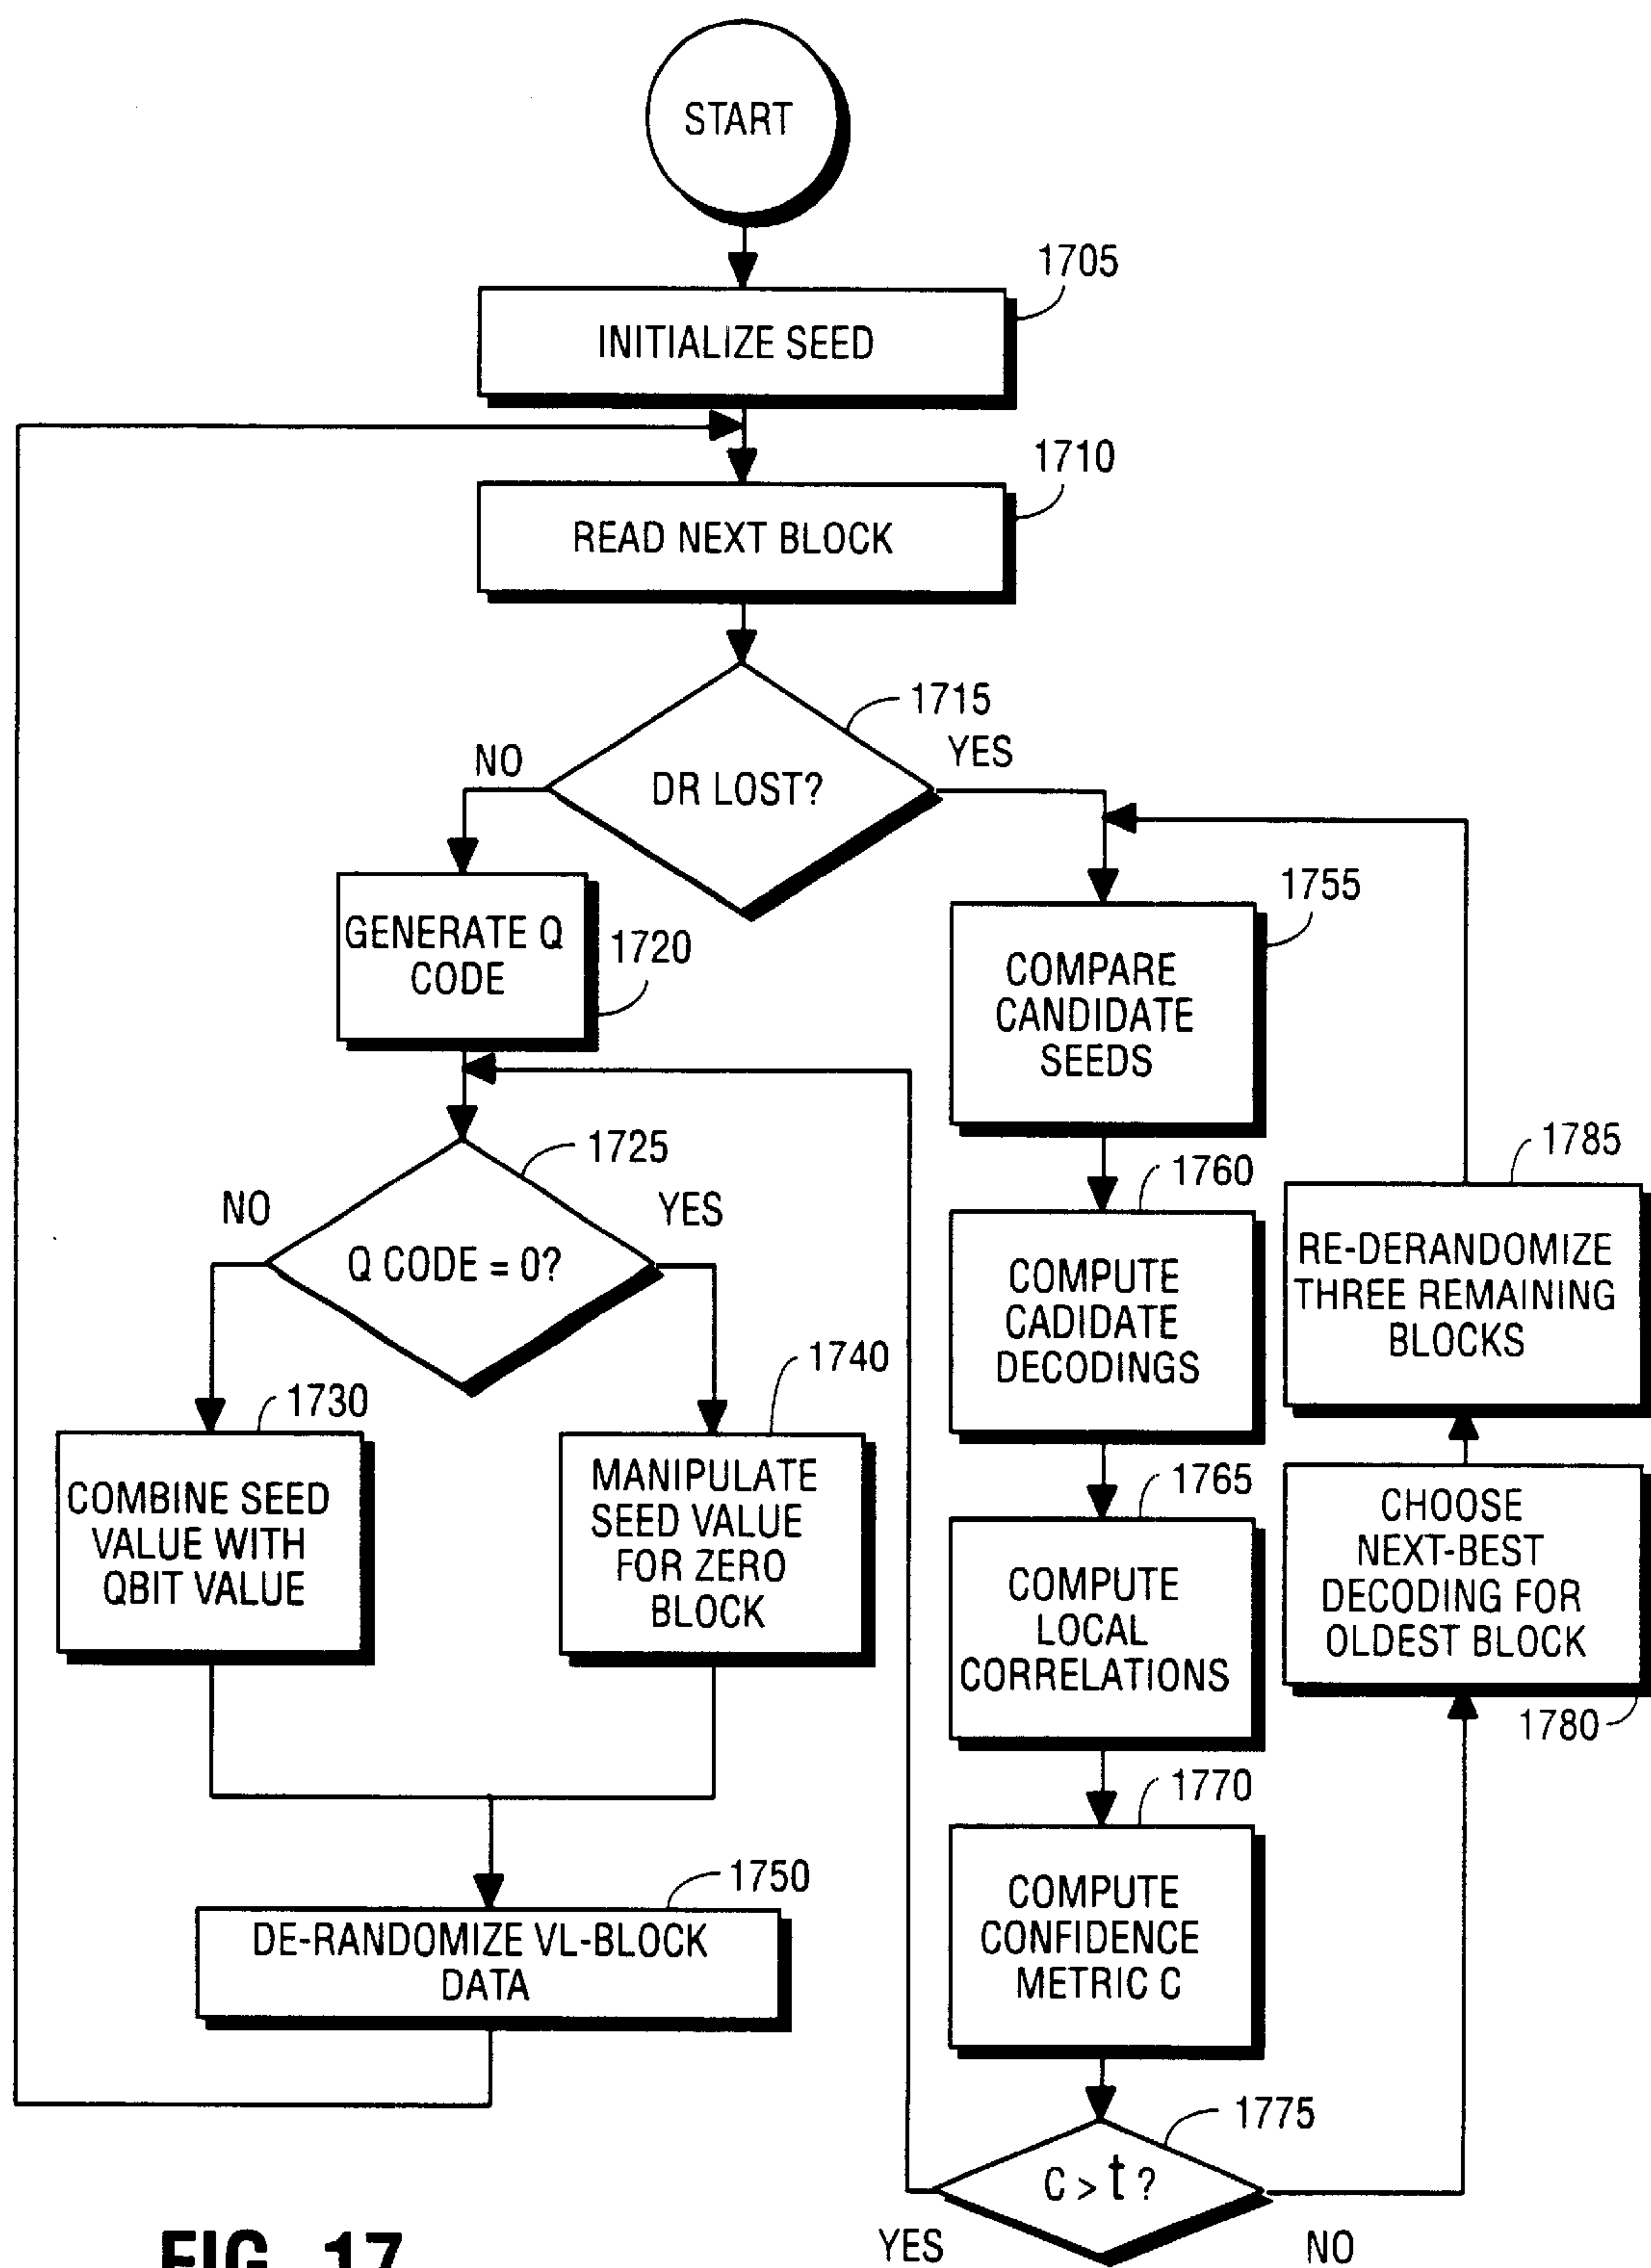 START
1705
INITIALIZE SEED
1710
READ NEXT BLOCK
1715
NO
YES
DR LOST?
GENERATE Q
CODE
1720
1755
COMPARE
CANDIDATE
SEEDS
1725
NO
YES
Q CODE = 0?
1760
COMPUTE
CADIDATE
DECODINGS
1785
RE-DERANDOMIZE
THREE REMAINING
BLOCKS
1730
COMBINE SEED
VALUE WITH
QBIT VALUE
1740
MANIPULATE
SEED VALUE
FOR ZERO
BLOCK
1765
COMPUTE
LOCAL
CORRELATIONS
CHOOSE
NEXT-BEST
DECODING FOR
OLDEST BLOCK
1780
1770
COMPUTE
CONFIDENCE
METRIC C
1750
DE-RANDOMIZE VL-BLOCK
DATA
1775
C > t ?
YES
NO
FIG. 17